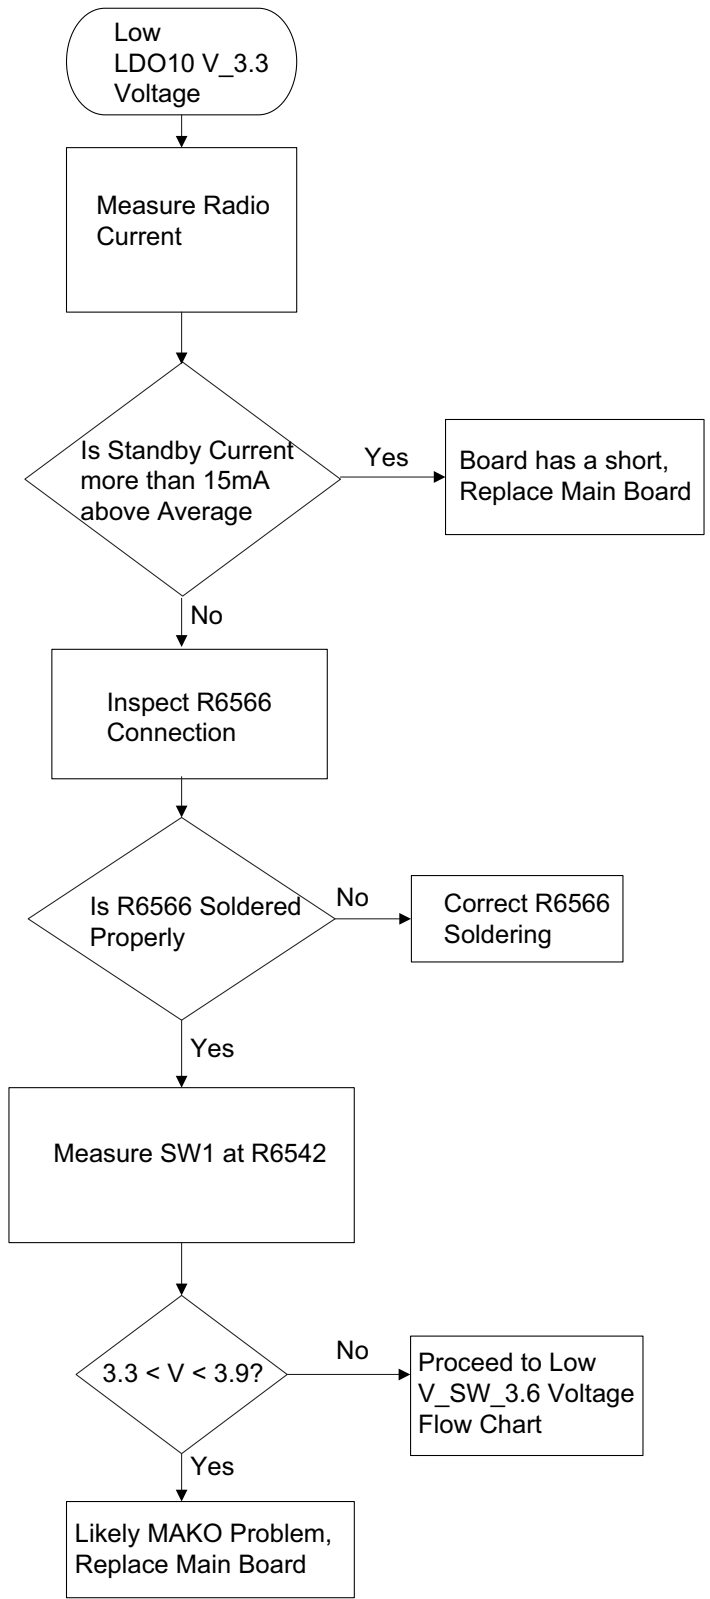 Low
LDO10 V_3.3
Voltage
Measure Radio
Current
Is Standby Current
more than 15mA
above Average
Yes
Board has a short,
Replace Main Board
No
Inspect R6566
Connection
Is R6566 Soldered
Properly
No
Correct R6566
Soldering
Yes
Measure SW1 at R6542
3.3 < V < 3.9?
No
Proceed to Low
V_SW_3.6 Voltage
Flow Chart
Yes
Likely MAKO Problem,
Replace Main Board